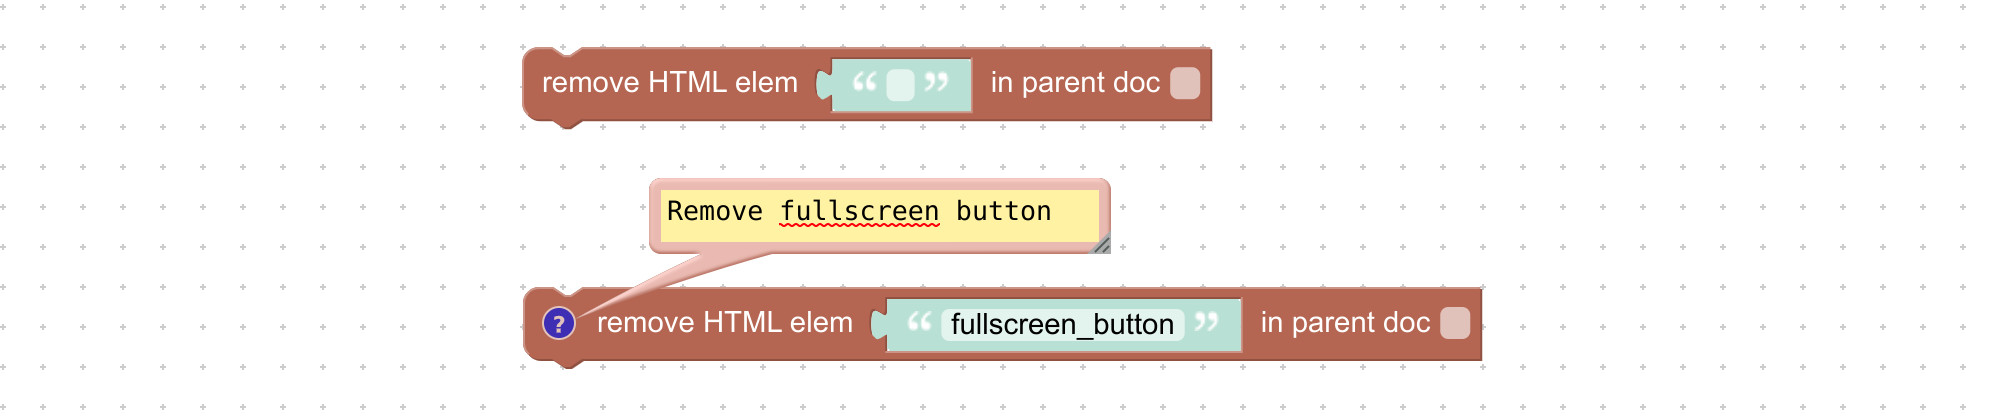 remove HTML elem “ ” in parent doc
Remove fullscreen button
? remove HTML elem “ fullscreen_button ” in parent doc